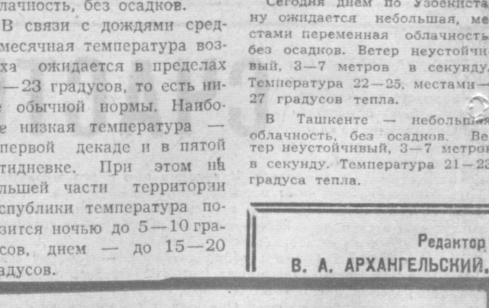 лачность, без осадков.
В связи с дождями сред-
месячная температура воз-
ха ожидается в пределах
—23 градусов, то есть ни-
е обычной нормы. Наибо-
е низкая температура —
первой декаде и в пятой
тидневке. При этом на
льшей части территории
спублики температура по-
зится ночью до 5—10 гра-
сов, днем — до 15—20
адусов.
Сегодня днем по Узбекиста
ну ожидается небольшая, ме
стами переменная облачность
без осадков. Ветер неустойчи
вый, 3—7 метров в секунду.
Температура 22—25, местами—
27 градусов тепла.
В Ташкенте — небольшая
облачность, без осадков. Ве
тер неустойчивый, 3—7 метров
в секунду. Температура 21—23
градуса тепла.
Редактор
В. А. АРХАНГЕЛЬСКИЙ.